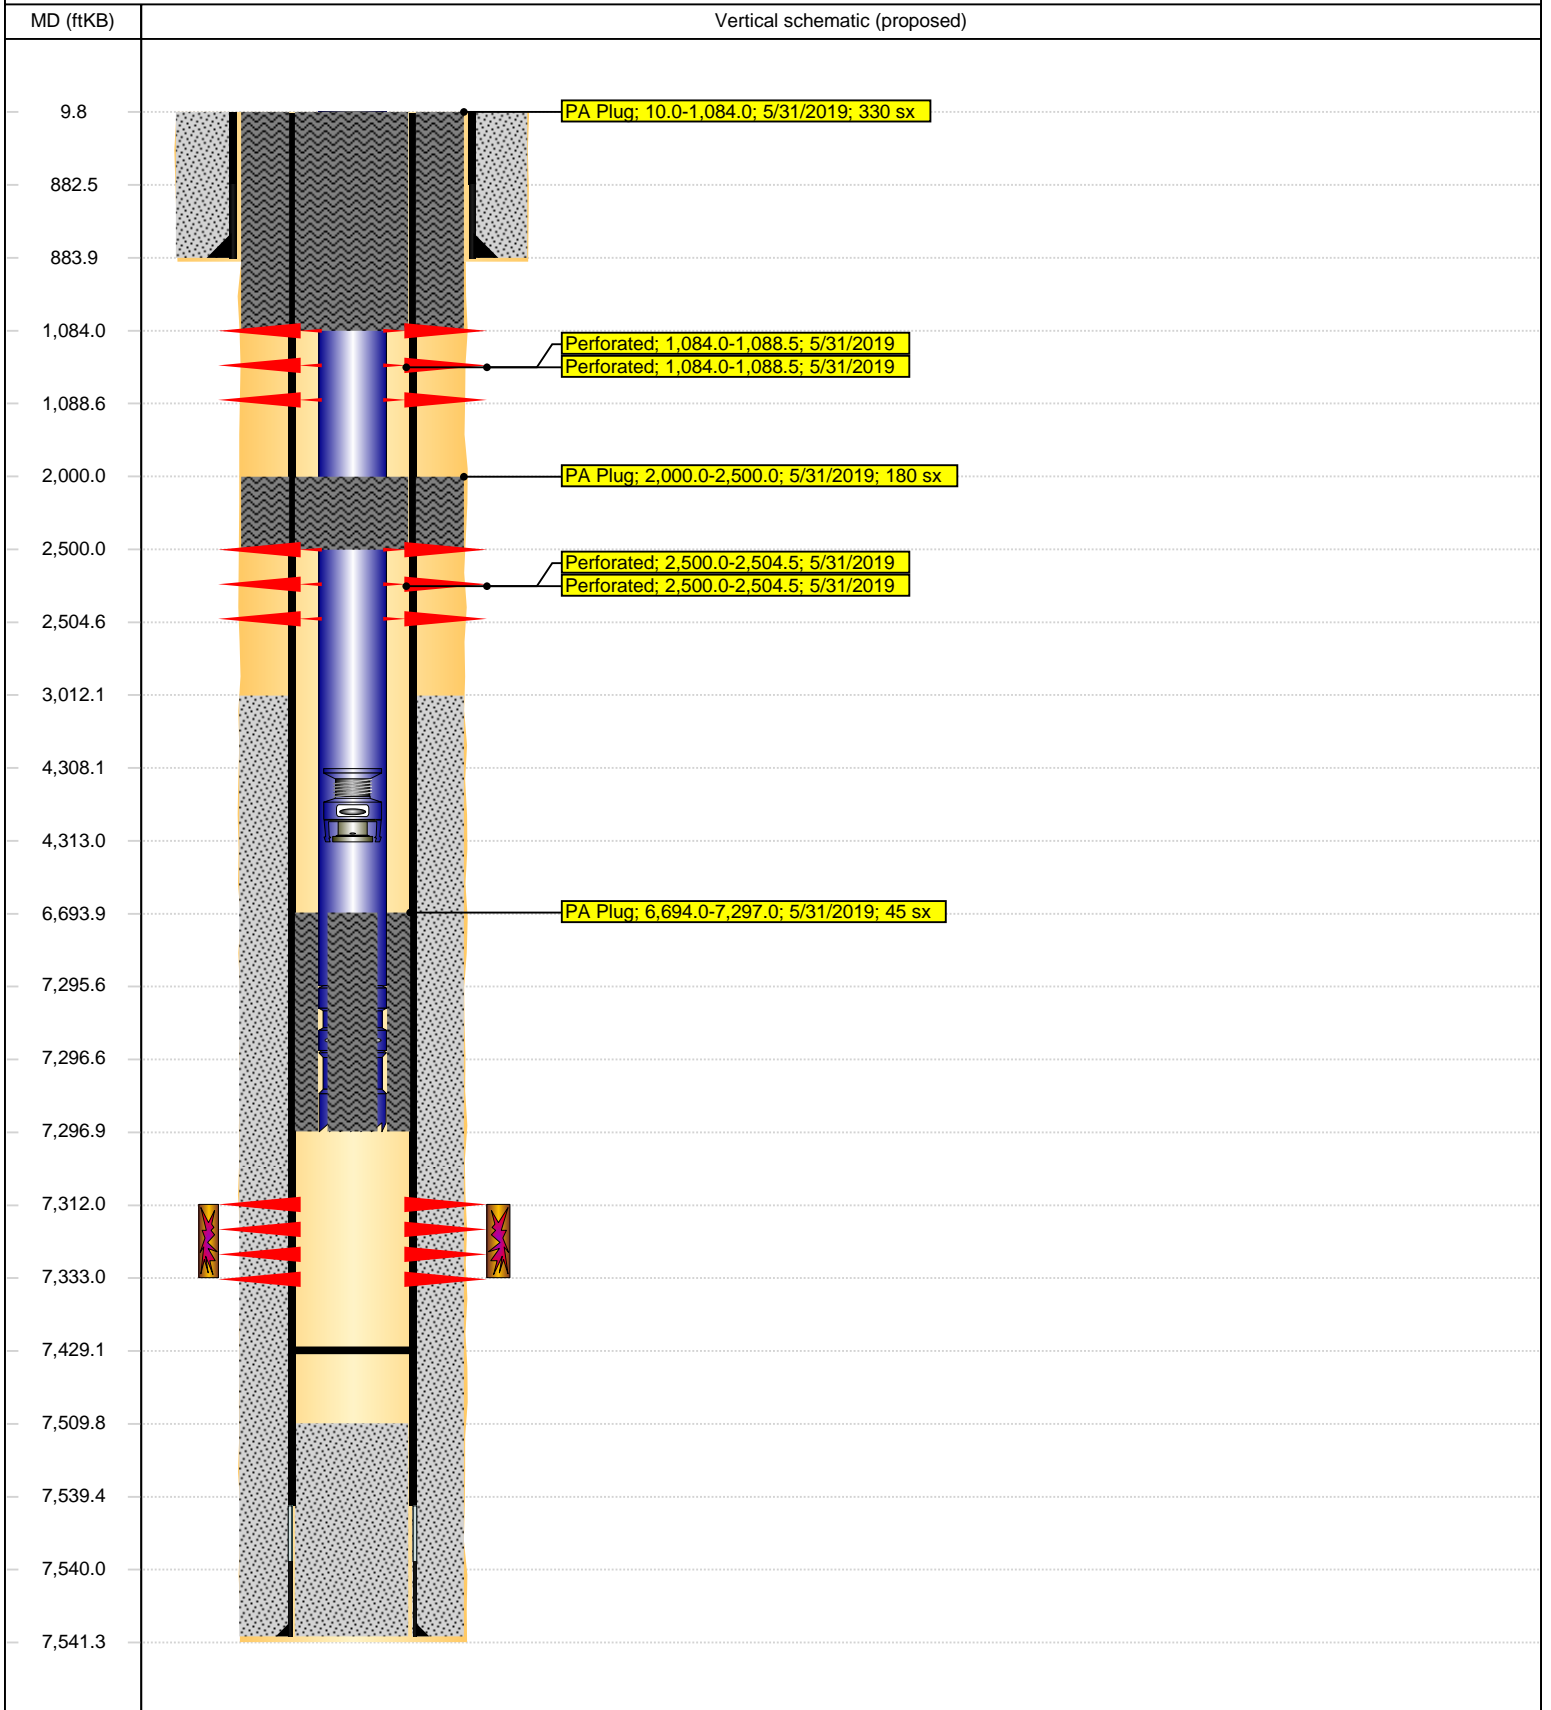 MD (ftKB) Vertical schematic (proposed)
9.8 PA Plug; 10.0-1,084.0; 5/31/2019; 330 sx
882.5
883.9
1,084.0
Perforated; 1,084.0-1,088.5; 5/31/2019
Perforated; 1,084.0-1,088.5; 5/31/2019
1,088.6
2,000.0 PA Plug; 2,000.0-2,500.0; 5/31/2019; 180 sx
2,500.0
Perforated; 2,500.0-2,504.5; 5/31/2019
Perforated; 2,500.0-2,504.5; 5/31/2019
2,504.6
3,012.1
4,308.1
4,313.0
6,693.9 PA Plug; 6,694.0-7,297.0; 5/31/2019; 45 sx
7,295.6
7,296.6
7,296.9
7,312.0
7,333.0
7,429.1
7,509.8
7,539.4
7,540.0
7,541.3